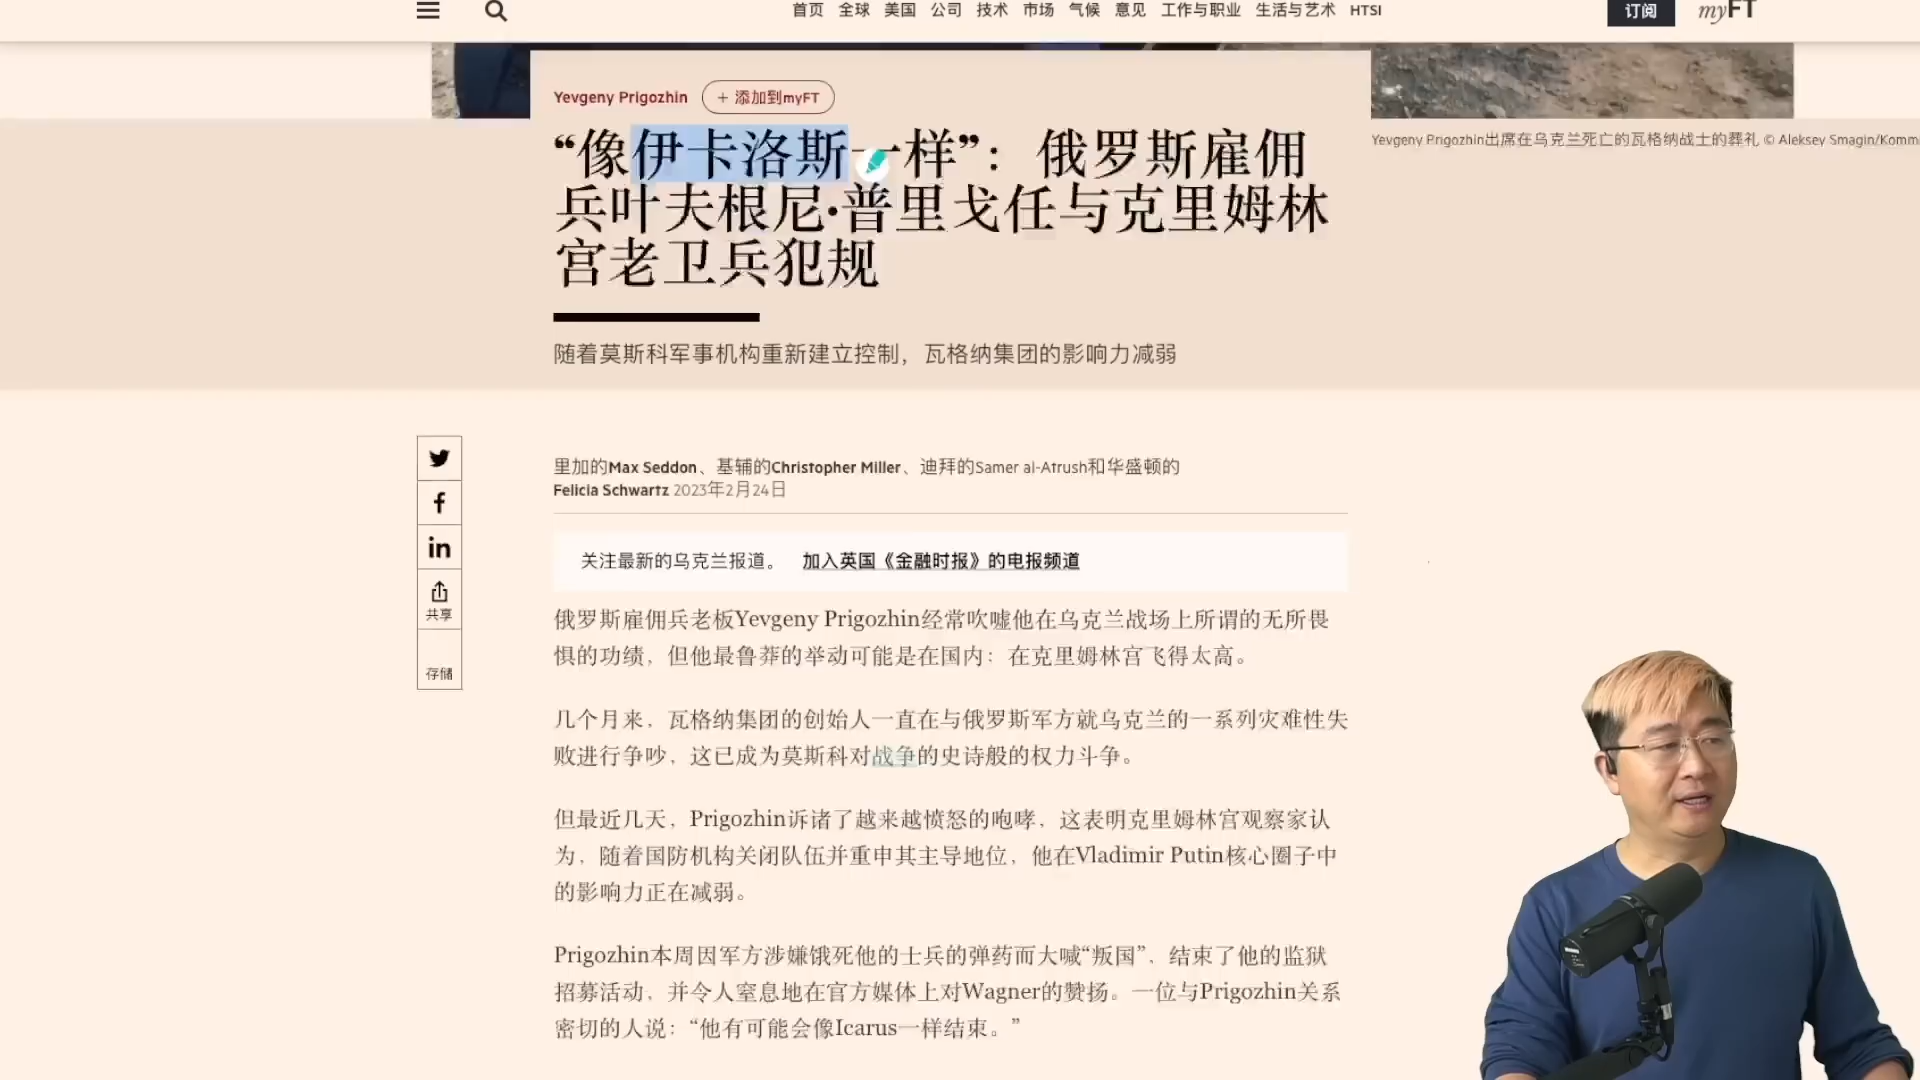 首页 全球 美国 公司 技术 市场 气候 意见 工作与职业 生活与艺术 HTSI
订阅 myFT
Yevgeny Prigozhin + 添加到myFT
“像伊卡洛斯一样”：俄罗斯雇佣
兵叶夫根尼·普里戈任与克里姆林
宫老卫兵犯规
Yevgeny Prigozhin出席在乌克兰死亡的瓦格纳战士的葬礼 © Aleksey Smagin/Komm
随着莫斯科军事机构重新建立控制，瓦格纳集团的影响力减弱
里加的Max Seddon、基辅的Christopher Miller、迪拜的Samer al-Atrush和华盛顿的
Felicia Schwartz 2023年2月24日
共享
存储
关注最新的乌克兰报道。 加入英国《金融时报》的电报频道
俄罗斯雇佣兵老板Yevgeny Prigozhin经常吹嘘他在乌克兰战场上所谓的无所畏
惧的功绩，但他最鲁莽的举动可能是在国内：在克里姆林宫飞得太高。
几个月来，瓦格纳集团的创始人一直在与俄罗斯军方就乌克兰的一系列灾难性失
败进行争吵，这已成为莫斯科对战争的史诗般的权力斗争。
但最近几天，Prigozhin诉诸了越来越愤怒的咆哮，这表明克里姆林宫观察家认
为，随着国防机构关闭队伍并重申其主导地位，他在Vladimir Putin核心圈子中
的影响力正在减弱。
Prigozhin本周因军方涉嫌饿死他的士兵的弹药而大喊“叛国”，结束了他的监狱
招募活动，并令人窒息地在官方媒体上对Wagner的赞扬。一位与Prigozhin关系
密切的人说：“他有可能会像Icarus一样结束。”